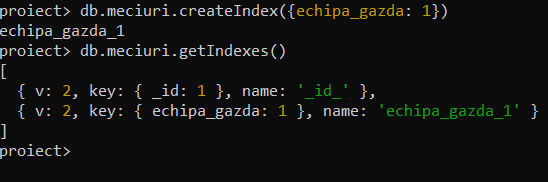 proiect> db.meciuri.createIndex({echipa_gazda: 1})
echipa_gazda_1
proiect> db.meciuri.getIndexes()
[
  { v: 2, key: { _id: 1 }, name: '_id_' },
  { v: 2, key: { echipa_gazda: 1 }, name: 'echipa_gazda_1' }
]
proiect>